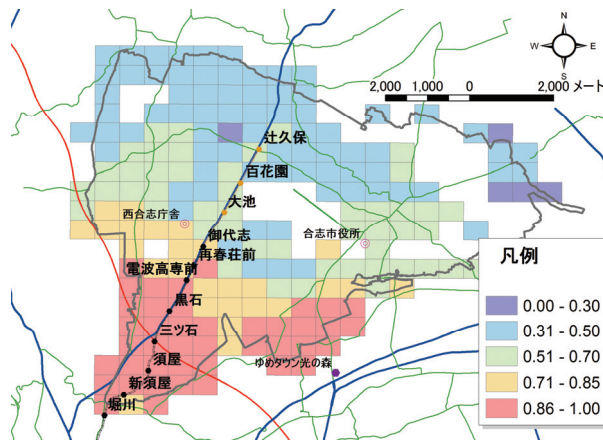 N
W E
S
2,000 1,000 0 2,000 メート
辻久保
百花園
大池
西合志庁舎
御代志
合志市役所
再春荘前
電波高専前
黒石
三ツ石
須屋
ゆめタウン光の森
新須屋
堀川
凡例
0.00 - 0.30
0.31 - 0.50
0.51 - 0.70
0.71 - 0.85
0.86 - 1.00